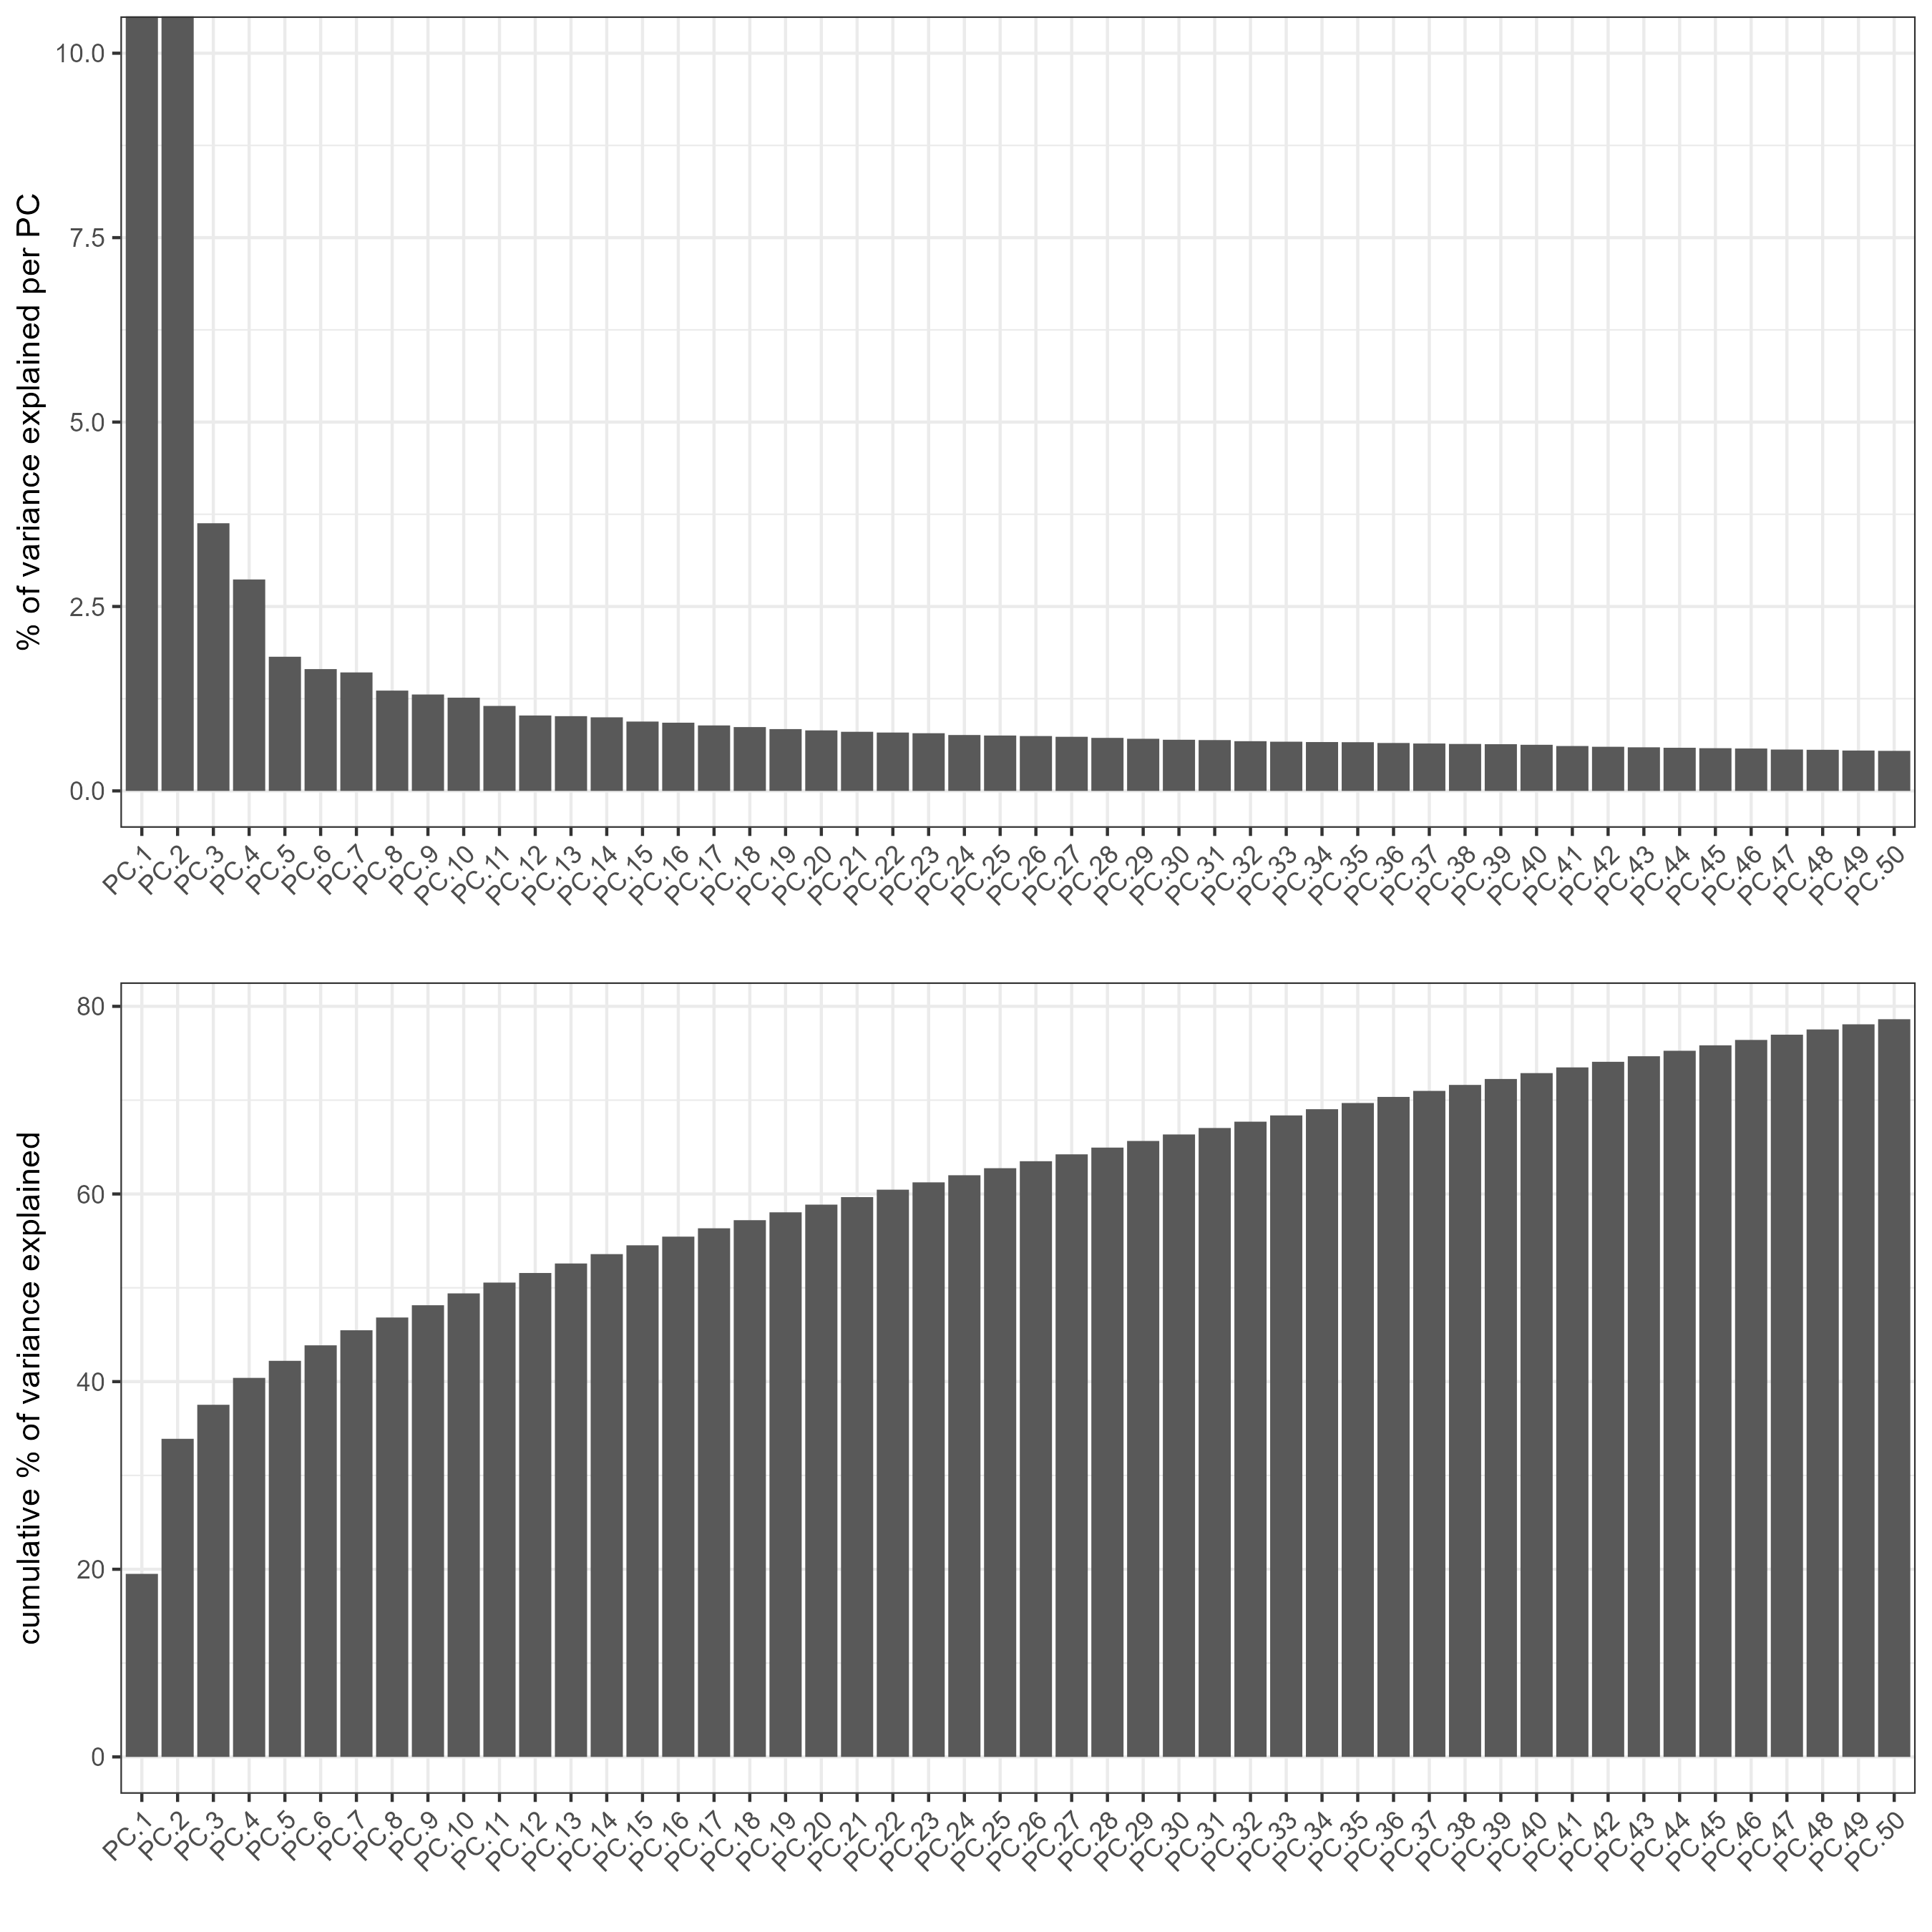 % of variance explained per PC
10.0
7.5
5.0
2.5
0.0
PC.1
PC.2
PC.3
PC.4
PC.5
PC.6
PC.7
PC.8
PC.9
PC.10
PC.11
PC.12
PC.13
PC.14
PC.15
PC.16
PC.17
PC.18
PC.19
PC.20
PC.21
PC.22
PC.23
PC.24
PC.25
PC.26
PC.27
PC.28
PC.29
PC.30
PC.31
PC.32
PC.33
PC.34
PC.35
PC.36
PC.37
PC.38
PC.39
PC.40
PC.41
PC.42
PC.43
PC.44
PC.45
PC.46
PC.47
PC.48
PC.49
PC.50
cumulative % of variance explained
80
60
40
20
0
PC.1
PC.2
PC.3
PC.4
PC.5
PC.6
PC.7
PC.8
PC.9
PC.10
PC.11
PC.12
PC.13
PC.14
PC.15
PC.16
PC.17
PC.18
PC.19
PC.20
PC.21
PC.22
PC.23
PC.24
PC.25
PC.26
PC.27
PC.28
PC.29
PC.30
PC.31
PC.32
PC.33
PC.34
PC.35
PC.36
PC.37
PC.38
PC.39
PC.40
PC.41
PC.42
PC.43
PC.44
PC.45
PC.46
PC.47
PC.48
PC.49
PC.50